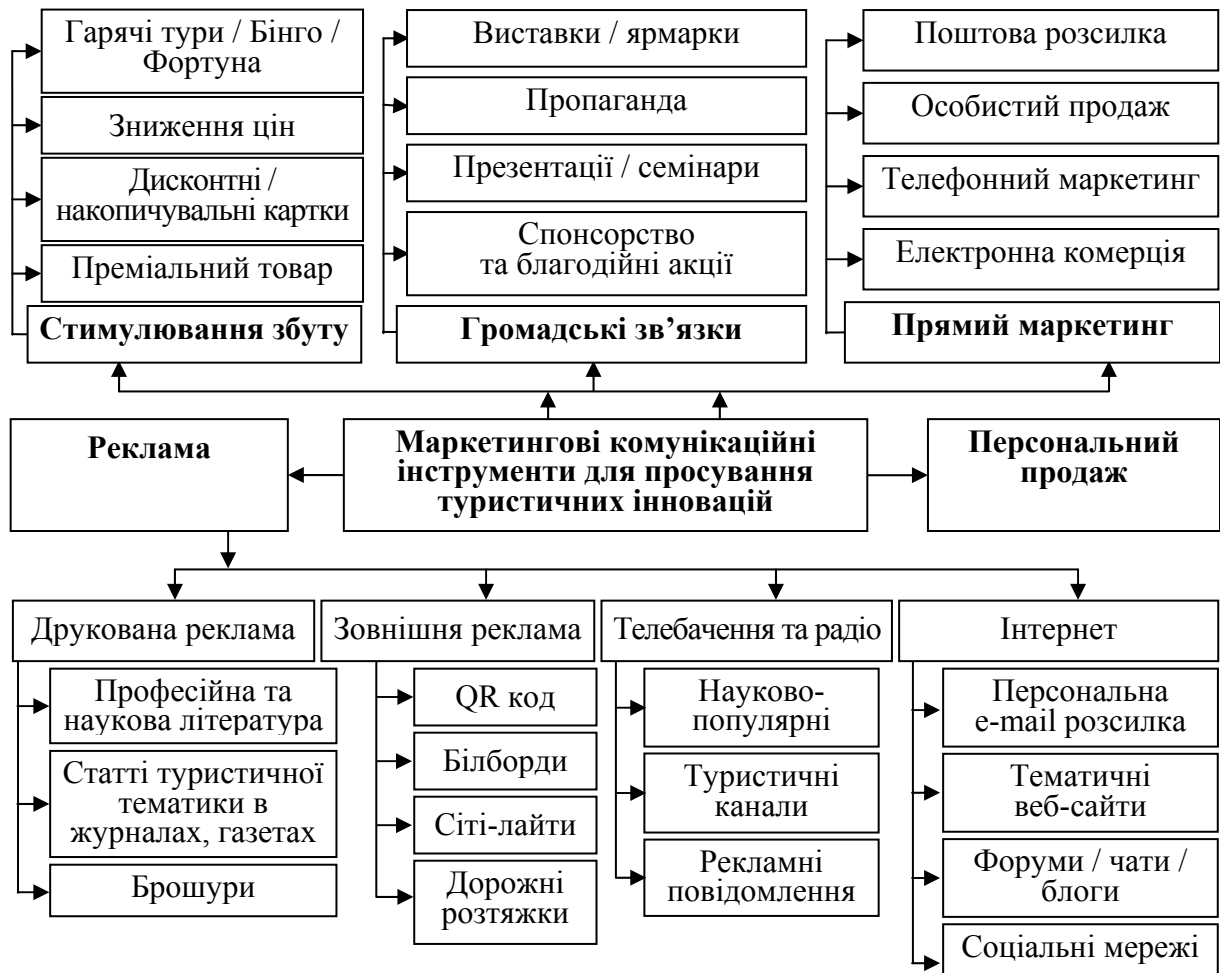 Гарячі тури / Бінго /
Фортуна
Зниження цін
Дисконтні /
накопичувальні картки
Преміальний товар
Стимулювання збуту
Виставки / ярмарки
Пропаганда
Презентації / семінари
Спонсорство
та благодійні акції
Громадські зв’язки
Поштова розсилка
Особистий продаж
Телефонний маркетинг
Електронна комерція
Прямий маркетинг
Реклама
Маркетингові комунікаційні
інструменти для просування
туристичних інновацій
Персональний
продаж
Друкована реклама
Професійна та
наукова література
Статті туристичної
тематики в
журналах, газетах
Брошури
Зовнішня реклама
QR код
Білборди
Сіті-лайти
Дорожні
розтяжки
Телебачення та радіо
Науково-
популярні
Туристичні
канали
Рекламні
повідомлення
Інтернет
Персональна
e-mail розсилка
Тематичні
веб-сайти
Форуми / чати /
блоги
Соціальні мережі